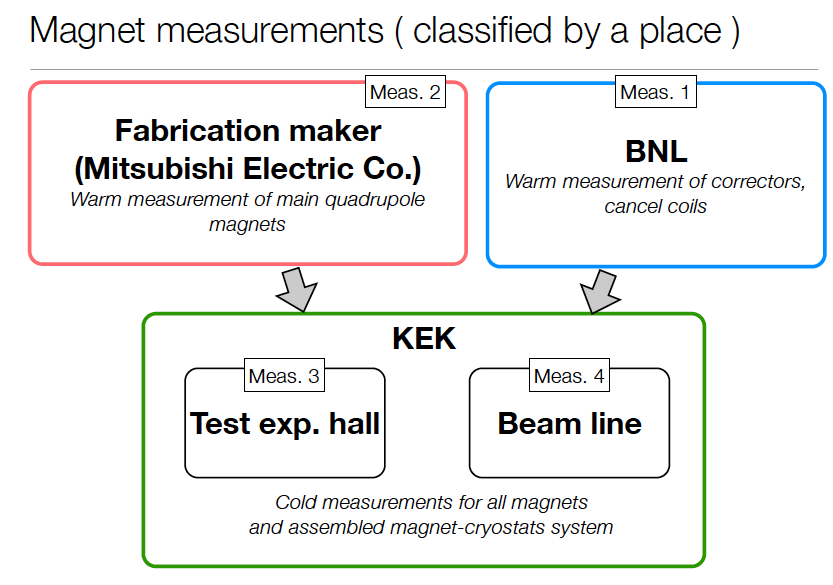 Magnet measurements ( classified by a place )
Meas. 2
Fabrication maker
(Mitsubishi Electric Co.)
Warm measurement of main quadrupole
magnets
Meas. 1
BNL
Warm measurement of correctors,
cancel coils
KEK
Meas. 3
Test exp. hall
Meas. 4
Beam line
Cold measurements for all magnets
and assembled magnet-cryostats system